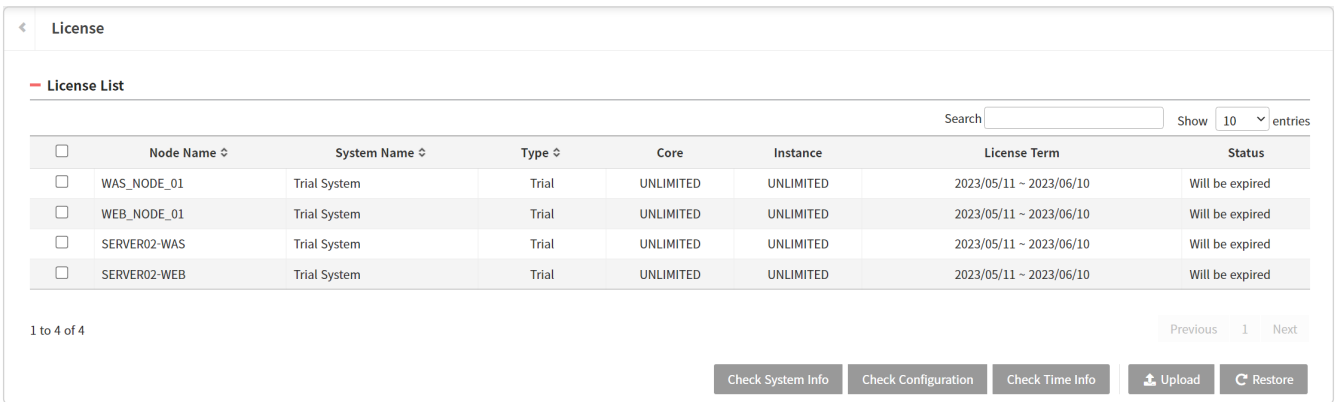 License
License List
Search Show 10 entries
Node Name System Name Type Core Instance License Term Status
WAS_NODE_01 Trial System Trial UNLIMITED UNLIMITED 2023/05/11 ~ 2023/06/10 Will be expired
WEB_NODE_01 Trial System Trial UNLIMITED UNLIMITED 2023/05/11 ~ 2023/06/10 Will be expired
SERVER02-WAS Trial System Trial UNLIMITED UNLIMITED 2023/05/11 ~ 2023/06/10 Will be expired
SERVER02-WEB Trial System Trial UNLIMITED UNLIMITED 2023/05/11 ~ 2023/06/10 Will be expired
1 to 4 of 4 Previous 1 Next
Check System Info Check Configuration Check Time Info Upload Restore